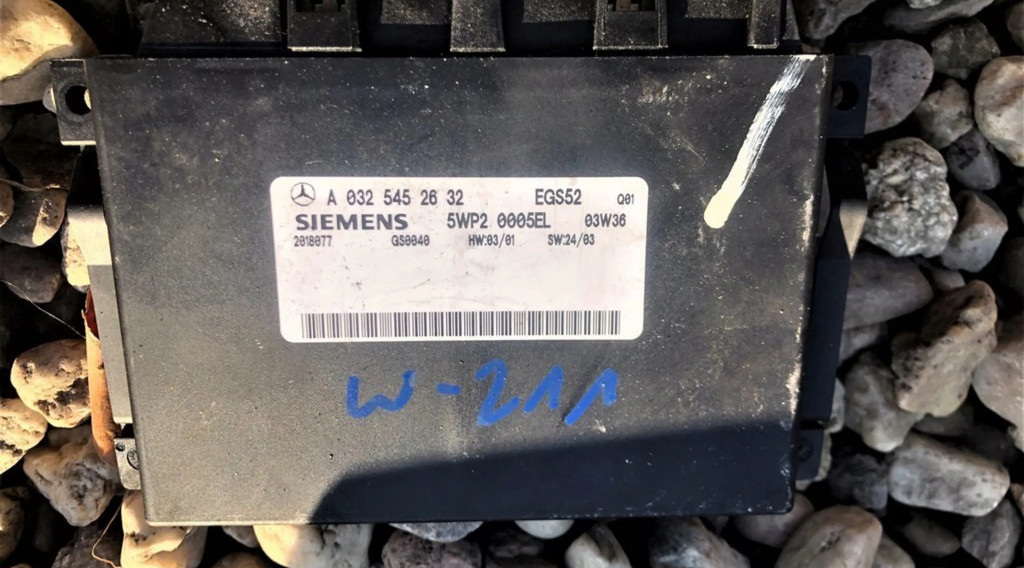 A 032 545 26 32 EGS52 Q01
SIEMENS 5WP2 0005EL 03W36
2018077 GS0040 HW:03/01 SW:24/03
W-211